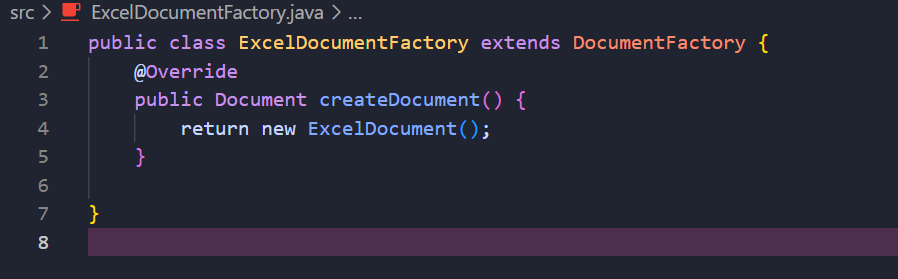 src > ExcelDocumentFactory.java > ...
1 public class ExcelDocumentFactory extends DocumentFactory {
2     @Override
3     public Document createDocument() {
4         return new ExcelDocument();
5     }
6
7 }
8